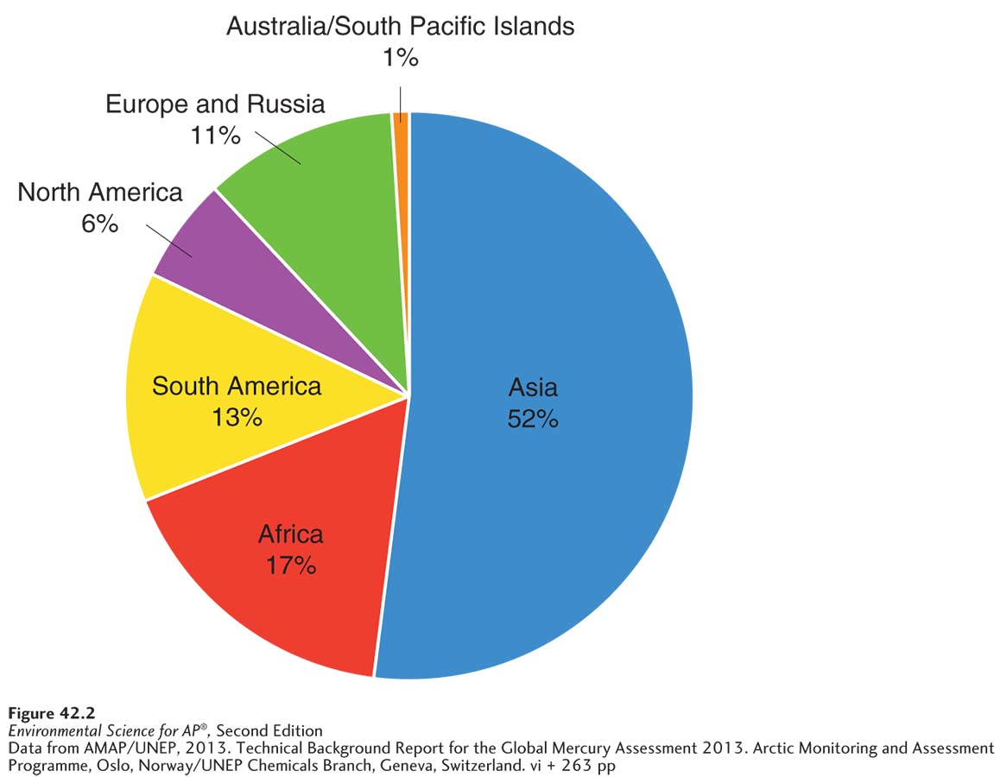 Australia/South Pacific Islands
1%
Europe and Russia
11%
North America
6%
South America
13%
Asia
52%
Africa
17%
Figure 42.2
Environmental Science for AP®, Second Edition
Data from AMAP/UNEP, 2013. Technical Background Report for the Global Mercury Assessment 2013. Arctic Monitoring and Assessment
Programme, Oslo, Norway/UNEP Chemicals Branch, Geneva, Switzerland. vi + 263 pp